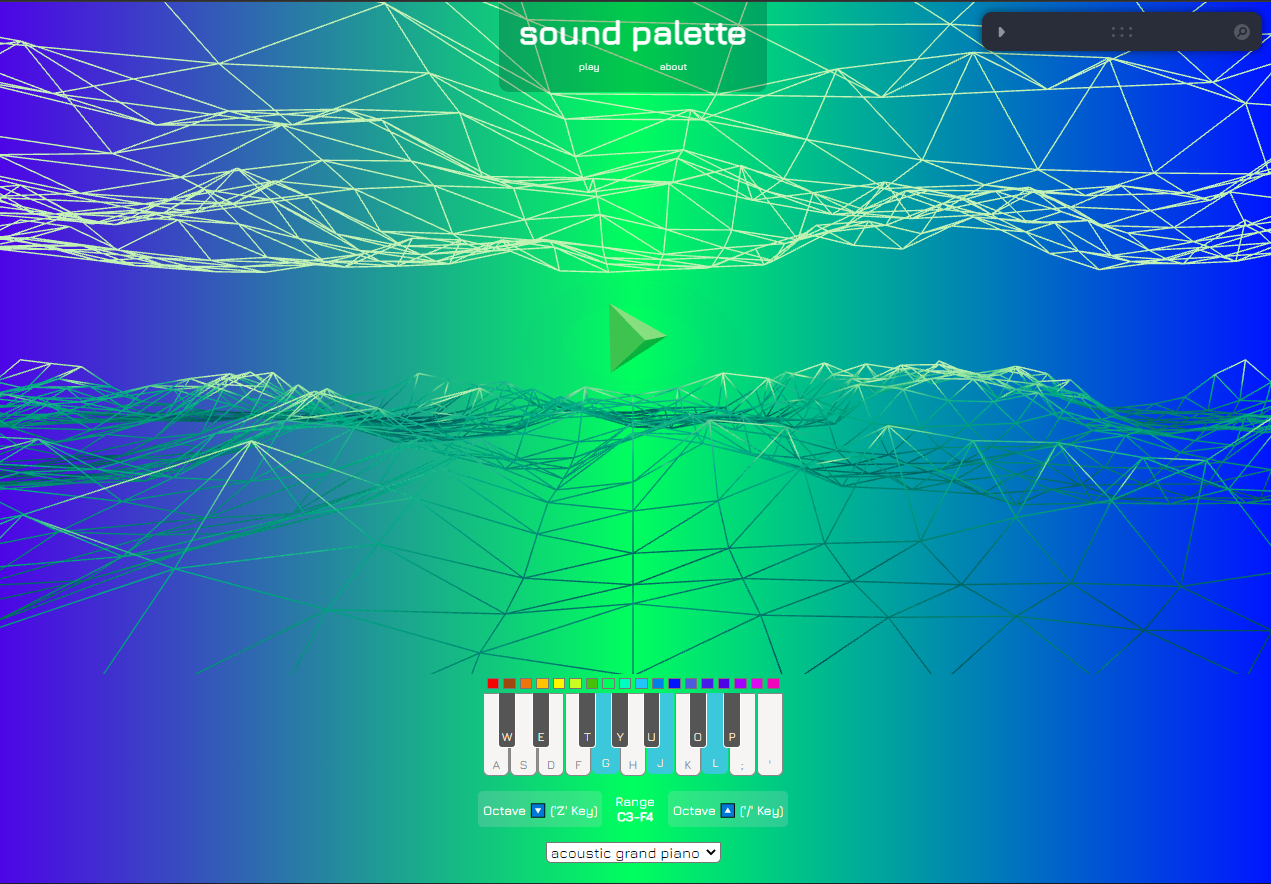 sound palette
play about
W E T Y U O P
A S D F G H J K L ; '
Octave ('Z' Key) Range Octave ('/' Key)
C3-F4
acoustic grand piano